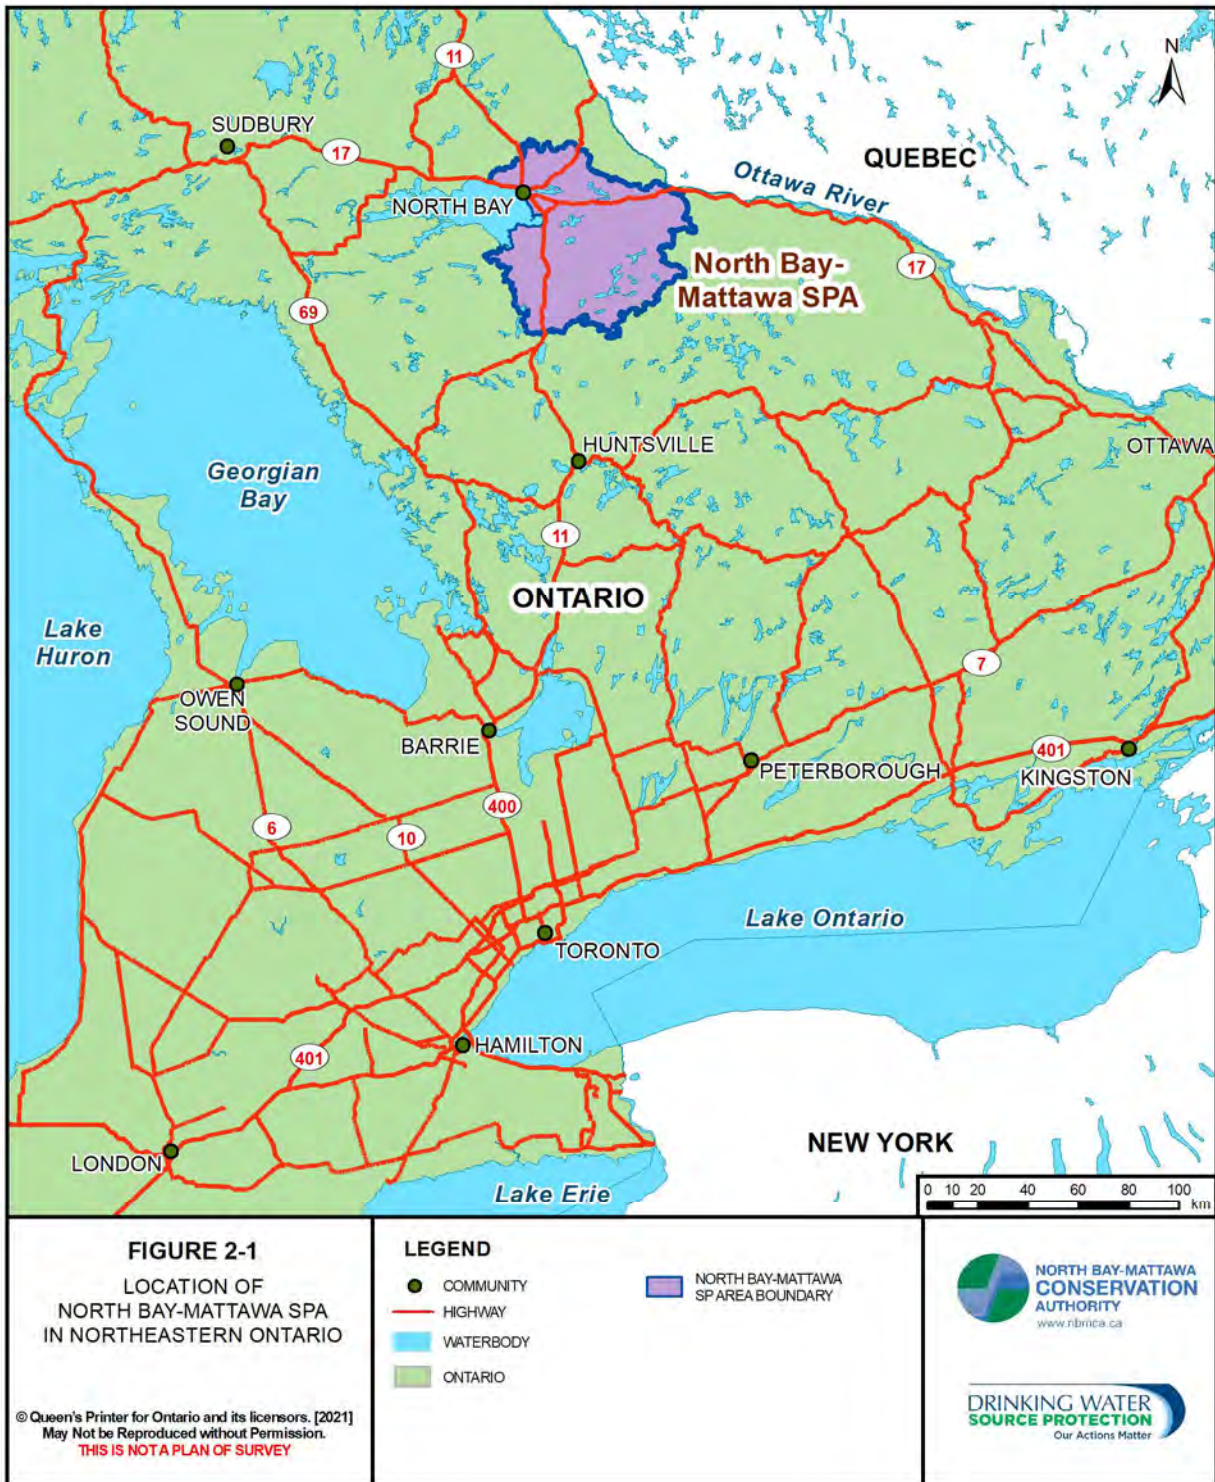 N
11
SUDBURY
17
QUEBEC
Ottawa River
NORTH BAY
North Bay-
Mattawa SPA
17
69
HUNTSVILLE
OTTAWA
Georgian
Bay
11
ONTARIO
Lake
Huron
7
OWEN
SOUND
BARRIE
401
PETERBOROUGH
KINGSTON
400
6
10
Lake Ontario
TORONTO
HAMILTON
401
NEW YORK
LONDON
Lake Erie
0 10 20 40 60 80 100
km
FIGURE 2-1
LOCATION OF
NORTH BAY-MATTAWA SPA
IN NORTHEASTERN ONTARIO
© Queen's Printer for Ontario and its licensors. [2021]
May Not be Reproduced without Permission.
THIS IS NOT A PLAN OF SURVEY
LEGEND
COMMUNITY
HIGHWAY
WATERBODY
ONTARIO
NORTH BAY-MATTAWA
SP AREA BOUNDARY
NORTH BAY-MATTAWA
CONSERVATION
AUTHORITY
www.nbmca.ca
DRINKING WATER
SOURCE PROTECTION
Our Actions Matter